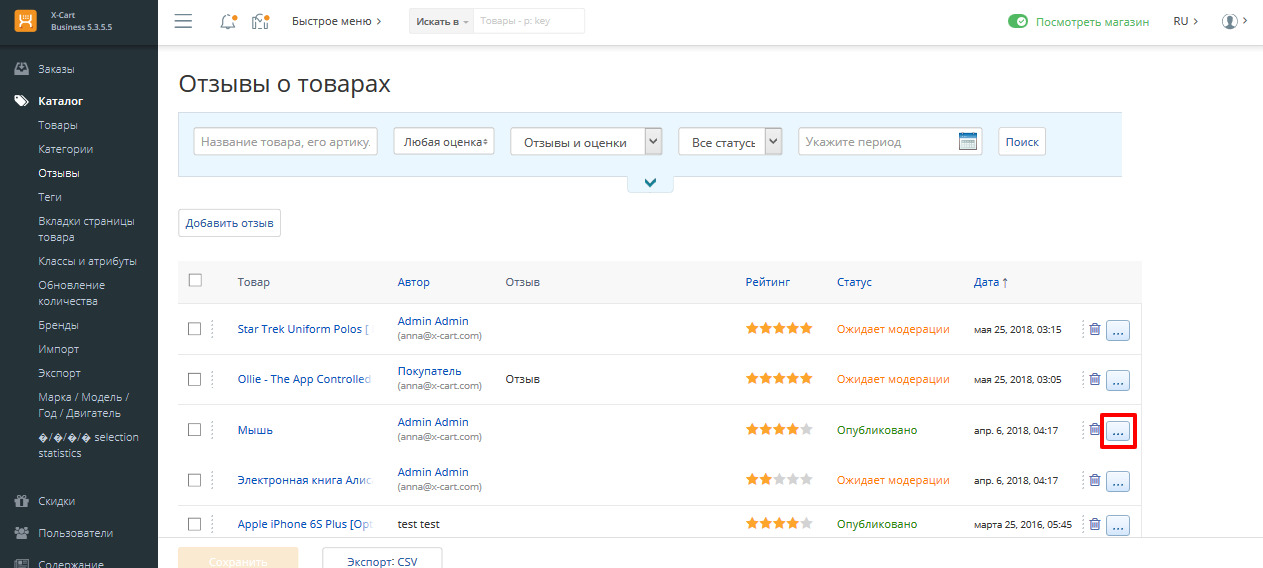 X-Cart
Business 5.3.5.5
Быстрое меню
Искать в
Товары - p: key
Посмотреть магазин
RU
Заказы
Каталог
Товары
Категории
Отзывы
Теги
Вкладки страницы
товара
Классы и атрибуты
Обновление
количества
Бренды
Импорт
Экспорт
Марка / Модель /
Год / Двигатель
�/�/�/� selection
statistics
Скидки
Пользователи
Содержание
Отзывы о товарах
Название товара, его артику.
Любая оценка
Отзывы и оценки
Все статусы
Укажите период
Поиск
Добавить отзыв
Товар Автор Отзыв Рейтинг Статус Дата ↑
Star Trek Uniform Polos [ Admin Admin Ожидает модерации мая 25, 2018, 03:15 ...
(anna@x-cart.com)
Ollie - The App Controlled Покупатель Отзыв Ожидает модерации мая 25, 2018, 03:05 ...
(anna@x-cart.com)
Мышь Admin Admin Опубликовано апр. 6, 2018, 04:17 ...
(anna@x-cart.com)
Электронная книга Алис Admin Admin Ожидает модерации апр. 6, 2018, 04:17 ...
(anna@x-cart.com)
Apple iPhone 6S Plus [Opt test test Опубликовано марта 25, 2016, 05:45 ...
Сохранить
Экспорт: CSV